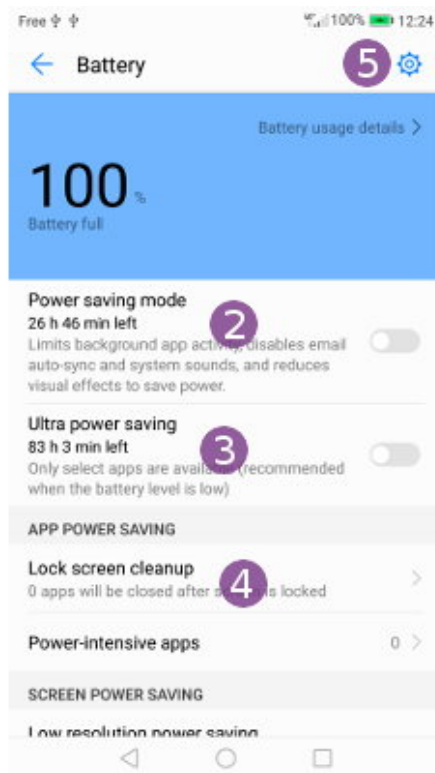 Free 100% 12:24
Battery 5
Battery usage details
100 %
Battery full
Power saving mode
26 h 46 min left 2
Limits background app activity, disables email
auto-sync and system sounds, and reduces
visual effects to save power.
Ultra power saving
83 h 3 min left 3
Only select apps are available (recommended
when the battery level is low)
APP POWER SAVING
Lock screen cleanup
0 apps will be closed after is locked 4
Power-intensive apps 0
SCREEN POWER SAVING
Low resolution power saving